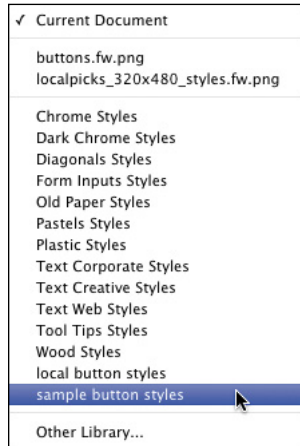 ✓ Current Document
buttons.fw.png
localpicks_320x480_styles.fw.png
Chrome Styles
Dark Chrome Styles
Diagonals Styles
Form Inputs Styles
Old Paper Styles
Pastels Styles
Plastic Styles
Text Corporate Styles
Text Creative Styles
Text Web Styles
Tool Tips Styles
Wood Styles
local button styles
sample button styles
Other Library...